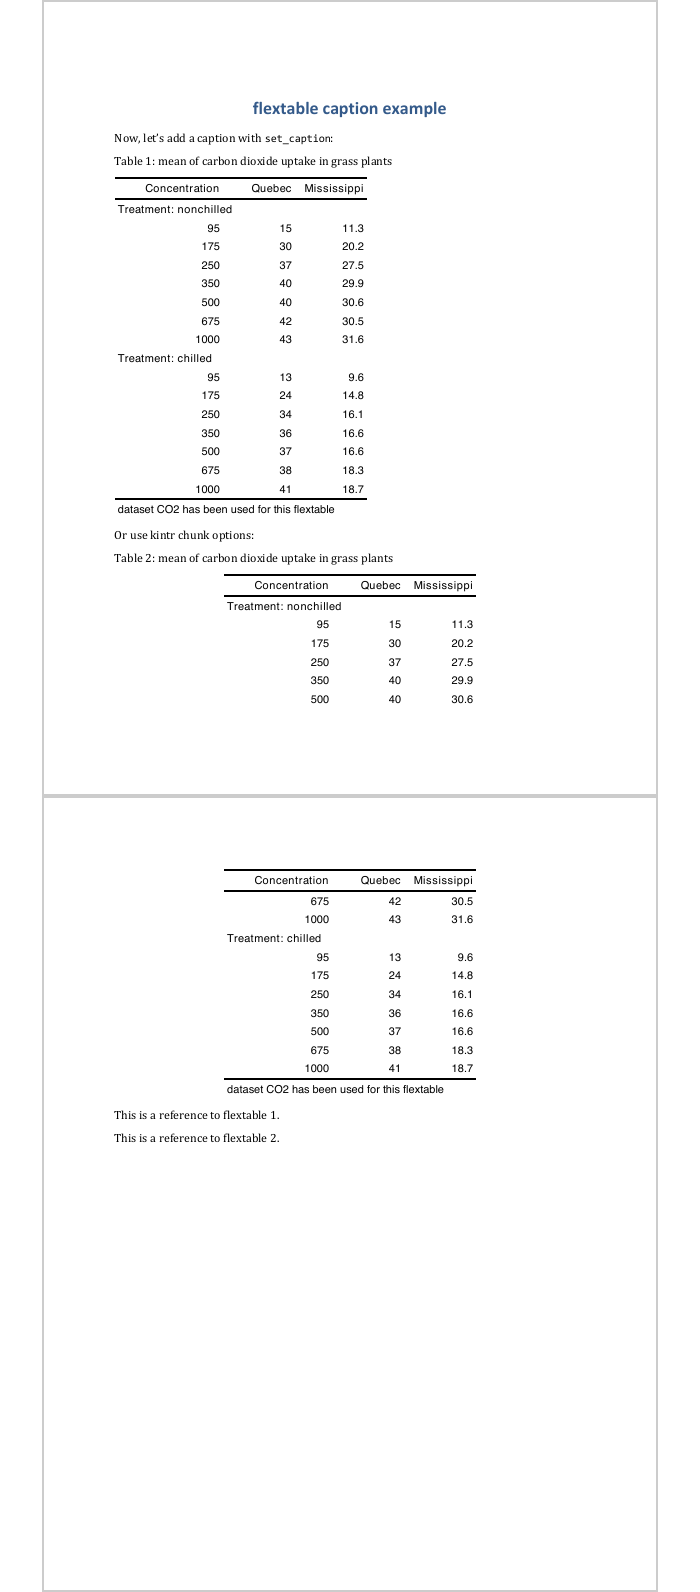 flextable caption example
Now, let's add a caption with set_caption:
Table 1: mean of carbon dioxide uptake in grass plants
Concentration Quebec Mississippi
Treatment: nonchilled
95 15 11.3
175 30 20.2
250 37 27.5
350 40 29.9
500 40 30.6
675 42 30.5
1000 43 31.6
Treatment: chilled
95 13 9.6
175 24 14.8
250 34 16.1
350 36 16.6
500 37 16.6
675 38 18.3
1000 41 18.7
dataset CO2 has been used for this flextable
Or use kintr chunk options:
Table 2: mean of carbon dioxide uptake in grass plants
Concentration Quebec Mississippi
Treatment: nonchilled
95 15 11.3
175 30 20.2
250 37 27.5
350 40 29.9
500 40 30.6
Concentration Quebec Mississippi
675 42 30.5
1000 43 31.6
Treatment: chilled
95 13 9.6
175 24 14.8
250 34 16.1
350 36 16.6
500 37 16.6
675 38 18.3
1000 41 18.7
dataset CO2 has been used for this flextable
This is a reference to flextable 1.
This is a reference to flextable 2.